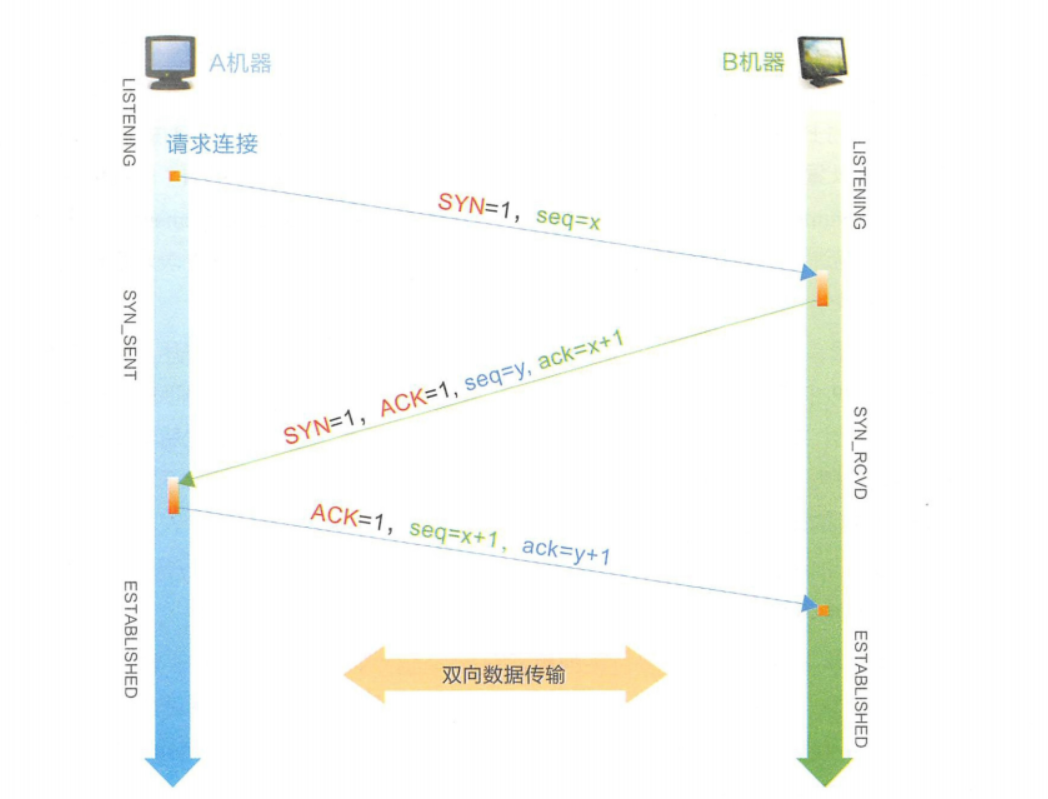 A机器
B机器
LISTENING
请求连接
LISTENING
SYN=1, seq=x
SYN_SENT
SYN=1, ACK=1, seq=y, ack=x+1
SYN_RCVD
ACK=1, seq=x+1, ack=y+1
ESTABLISHED
双向数据传输
ESTABLISHED